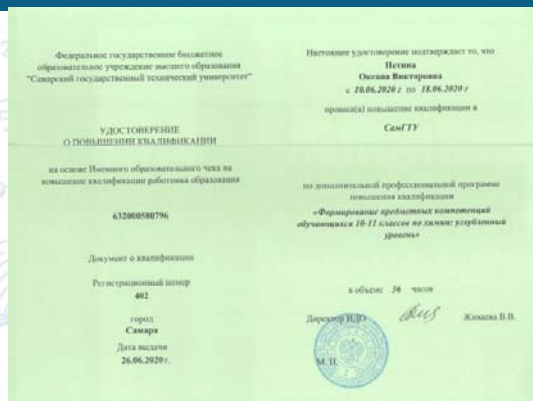 Федеральное государственное бюджетное
образовательное учреждение высшего образования
"Самарский государственный технический университет"
УДОСТОВЕРЕНИЕ
О ПОВЫШЕНИИ КВАЛИФИКАЦИИ
на основе Именного образовательного чека на
повышение квалификации работника образования
632000580796
Документ о квалификации
Регистрационный номер
402
город
Самара
Дата выдачи
26.06.2020 г.
Настоящее удостоверение подтверждает то, что
Петина
Оксана Викторовна
с 10.06.2020 г по 18.06.2020 г
прошел(а) повышение квалификации в
СамГТУ
по дополнительной профессиональной программе
повышения квалификации
«Формирование предметных компетенций
обучающихся 10-11 классов по химии: углубленный
уровень»
в объеме 36 часов
Директор ИДО Живаева В.В.
М. П.